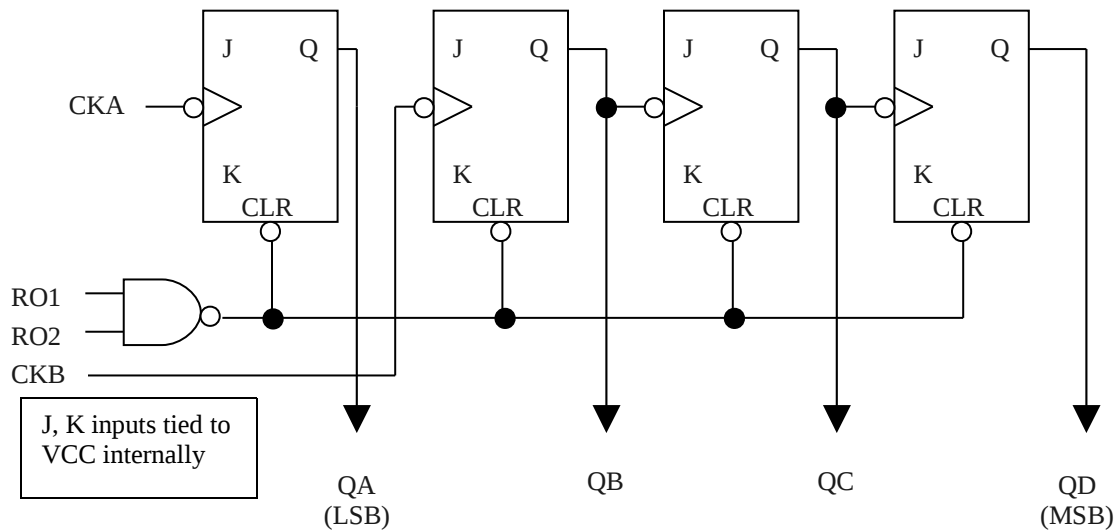 J Q
J Q
J Q
J Q
CKA
K
K
K
K
CLR
CLR
CLR
CLR
RO1
RO2
CKB
J, K inputs tied to
VCC internally
QA
(LSB)
QB
QC
QD
(MSB)